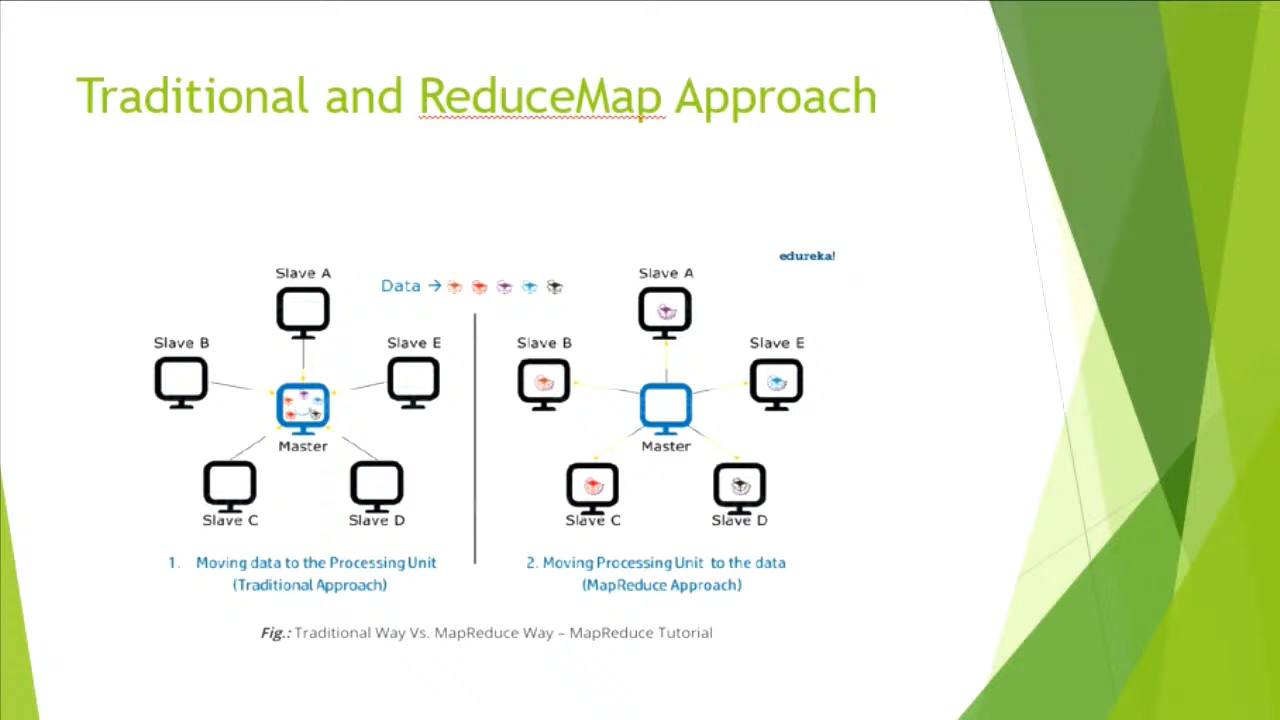 Traditional and ReduceMap Approach
edureka!
Slave A
Data →
Slave A
Slave B
Slave E
Slave B
Slave E
Master
Master
Slave C
Slave D
Slave C
Slave D
1. Moving data to the Processing Unit
(Traditional Approach)
2. Moving Processing Unit to the data
(MapReduce Approach)
Fig.: Traditional Way Vs. MapReduce Way – MapReduce Tutorial